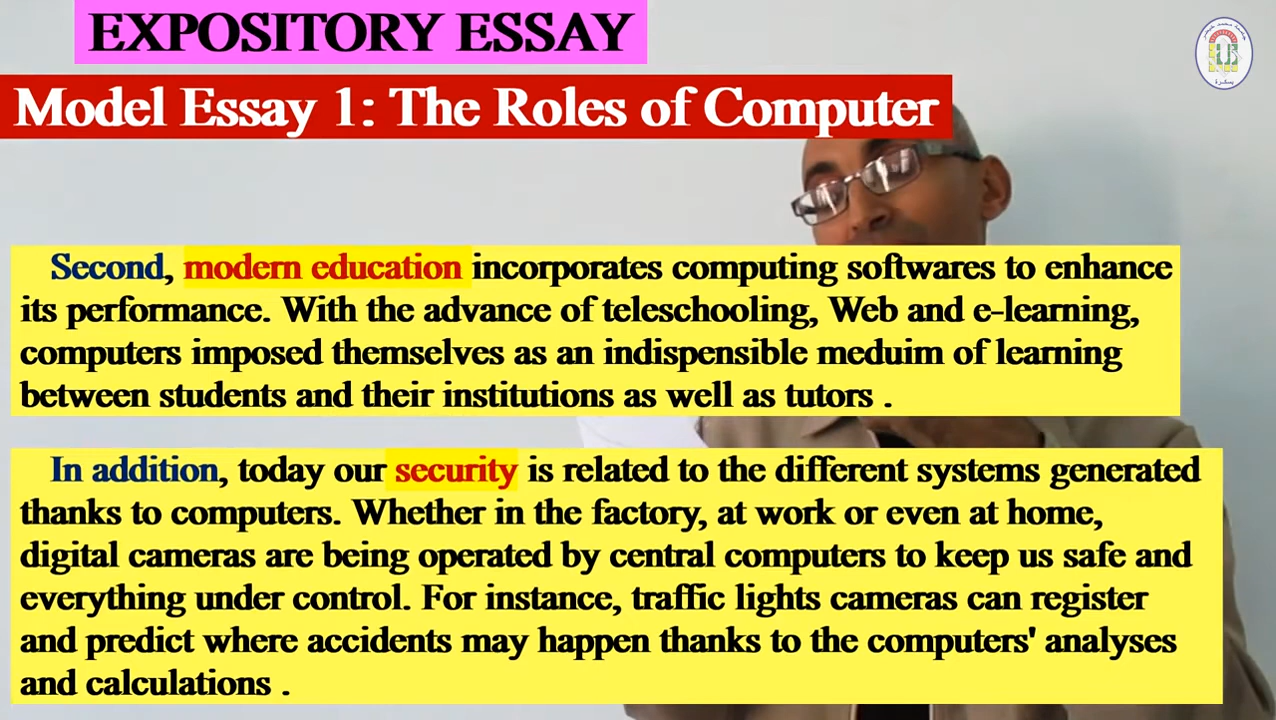 EXPOSITORY ESSAY
Model Essay 1: The Roles of Computer
Second, modern education incorporates computing softwares to enhance
its performance. With the advance of teleschooling, Web and e-learning,
computers imposed themselves as an indispensible meduim of learning
between students and their institutions as well as tutors .
In addition, today our security is related to the different systems generated
thanks to computers. Whether in the factory, at work or even at home,
digital cameras are being operated by central computers to keep us safe and
everything under control. For instance, traffic lights cameras can register
and predict where accidents may happen thanks to the computers' analyses
and calculations .